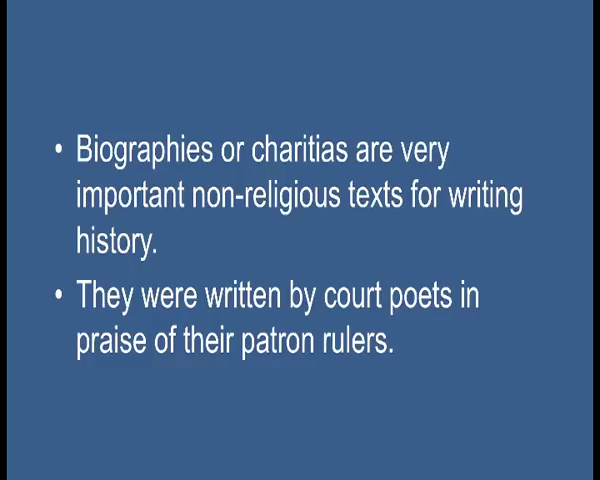 • Biographies or charitias are very
important non-religious texts for writing
history.
• They were written by court poets in
praise of their patron rulers.